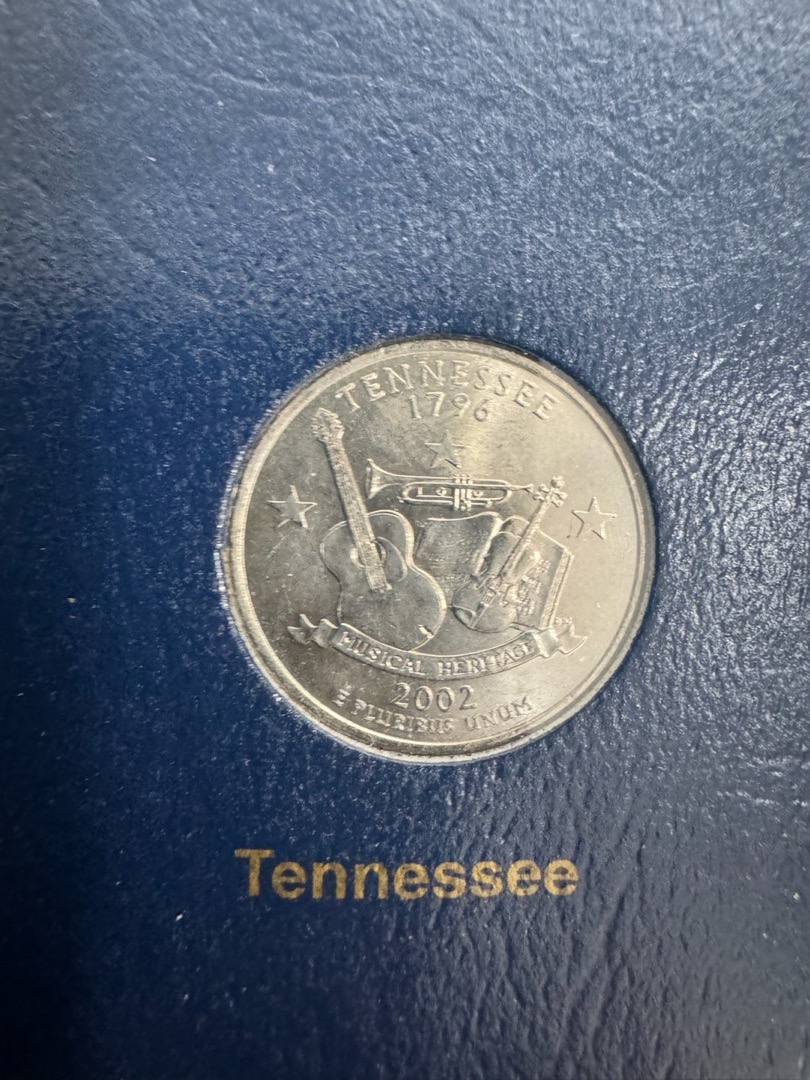 TENNESSEE
1796
MUSICAL HERITAGE
2002
E PLURIBUS UNUM
Tennessee